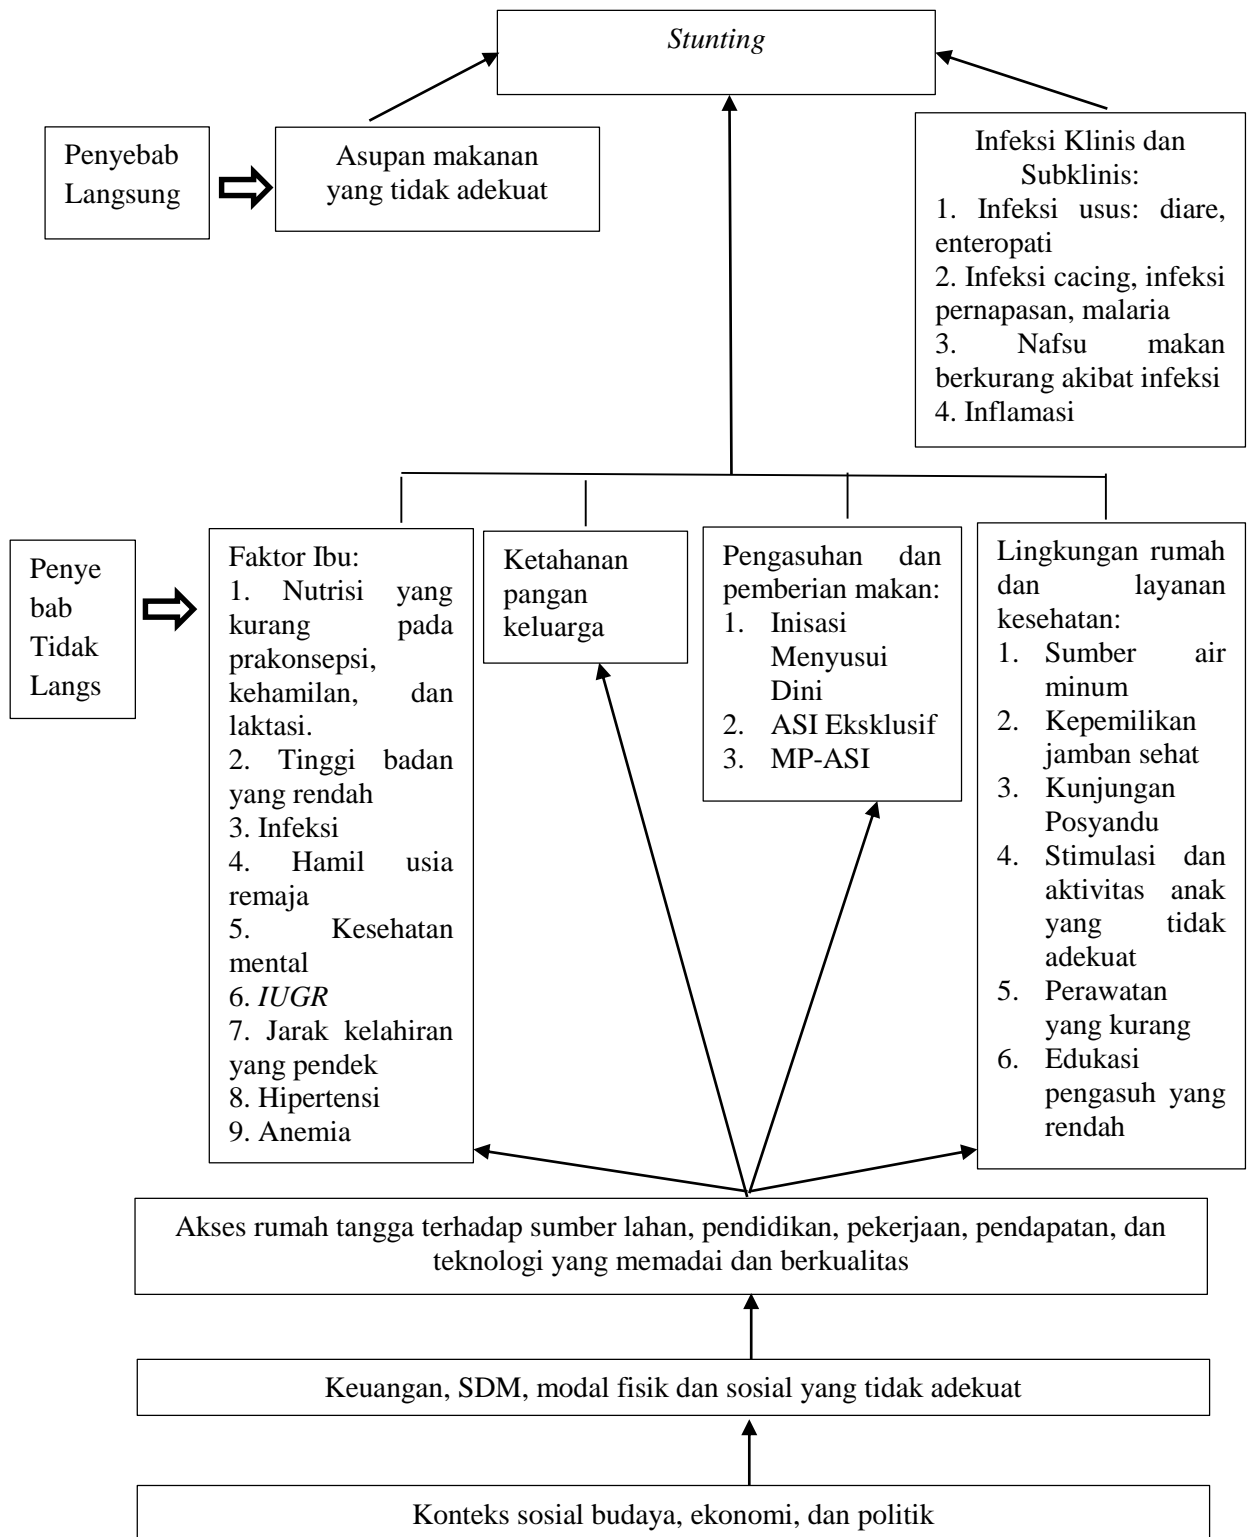 Stunting
Penyebab
Langsung
Asupan makanan
yang tidak adekuat
Infeksi Klinis dan
Subklinis:
1. Infeksi usus: diare,
enteropati
2. Infeksi cacing, infeksi
pernapasan, malaria
3. Nafsu makan
berkurang akibat infeksi
4. Inflamasi
Penye
bab
Tidak
Langs
Faktor Ibu:
1. Nutrisi yang
kurang pada
prakonsepsi,
kehamilan, dan
laktasi.
2. Tinggi badan
yang rendah
3. Infeksi
4. Hamil usia
remaja
5. Kesehatan
mental
6. IUGR
7. Jarak kelahiran
yang pendek
8. Hipertensi
9. Anemia
Ketahanan
pangan
keluarga
Pengasuhan dan
pemberian makan:
1. Inisasi
Menyusui
Dini
2. ASI Eksklusif
3. MP-ASI
Lingkungan rumah
dan layanan
kesehatan:
1. Sumber air
minum
2. Kepemilikan
jamban sehat
3. Kunjungan
Posyandu
4. Stimulasi dan
aktivitas anak
yang tidak
adekuat
5. Perawatan
yang kurang
6. Edukasi
pengasuh yang
rendah
Akses rumah tangga terhadap sumber lahan, pendidikan, pekerjaan, pendapatan, dan
teknologi yang memadai dan berkualitas
Keuangan, SDM, modal fisik dan sosial yang tidak adekuat
Konteks sosial budaya, ekonomi, dan politik